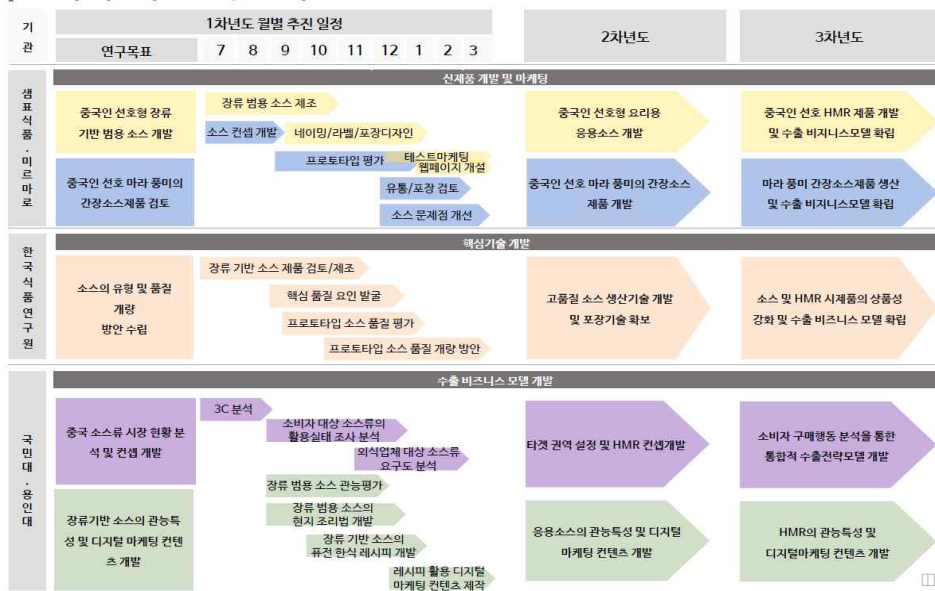 기관
1차년도 월별 추진 일정
연구목표
7 8 9 10 11 12 1 2 3
2차년도
3차년도
샘표식품 · 미르마로
신제품 개발 및 마케팅
중국인 선호형 장류
기반 범용 소스 개발
장류 범용 소스 제조
소스 컨셉 개발
네이밍/라벨/포장디자인
프로토타입 평가
테스트마케팅
웹페이지 개설
중국인 선호형 요리용
응용소스 개발
중국인 선호 HMR 제품 개발
및 수출 비지니스모델 확립
중국인 선호 마라 풍미의
간장소스제품 검토
유통/포장 검토
소스 문제점 개선
중국인 선호 마라 풍미의 간장소스
제품 개발
마라 풍미 간장소스제품 생산
및 수출 비지니스모델 확립
한국식품연구원
핵심기술 개발
소스의 유형 및 품질
개량
방안 수립
장류 기반 소스 제품 검토/제조
핵심 품질 요인 발굴
프로토타입 소스 품질 평가
프로토타입 소스 품질 개량 방안
고품질 소스 생산기술 개발
및 포장기술 확보
소스 및 HMR 시제품의 상품성
강화 및 수출 비즈니스 모델 확립
국민대 · 용인대
수출 비즈니스 모델 개발
중국 소스류 시장 현황 분
석 및 컨셉 개발
3C 분석
소비자 대상 소스류의
활용실태 조사 분석
외식업체 대상 소스류
요구도 분석
타겟 권역 설정 및 HMR 컨셉개발
소비자 구매행동 분석을 통한
통합적 수출전략모델 개발
장류기반 소스의 관능특
성 및 디지털 마케팅 컨텐
츠 개발
장류 범용 소스 관능평가
장류 범용 소스의
현지 조리법 개발
장류 기반 소스의
퓨전 한식 레시피 개발
레시피 활용 디지털
마케팅 컨텐츠 제작
응용소스의 관능특성 및 디지털
마케팅 컨텐츠 개발
HMR의 관능특성 및
디지털마케팅 컨텐츠 개발